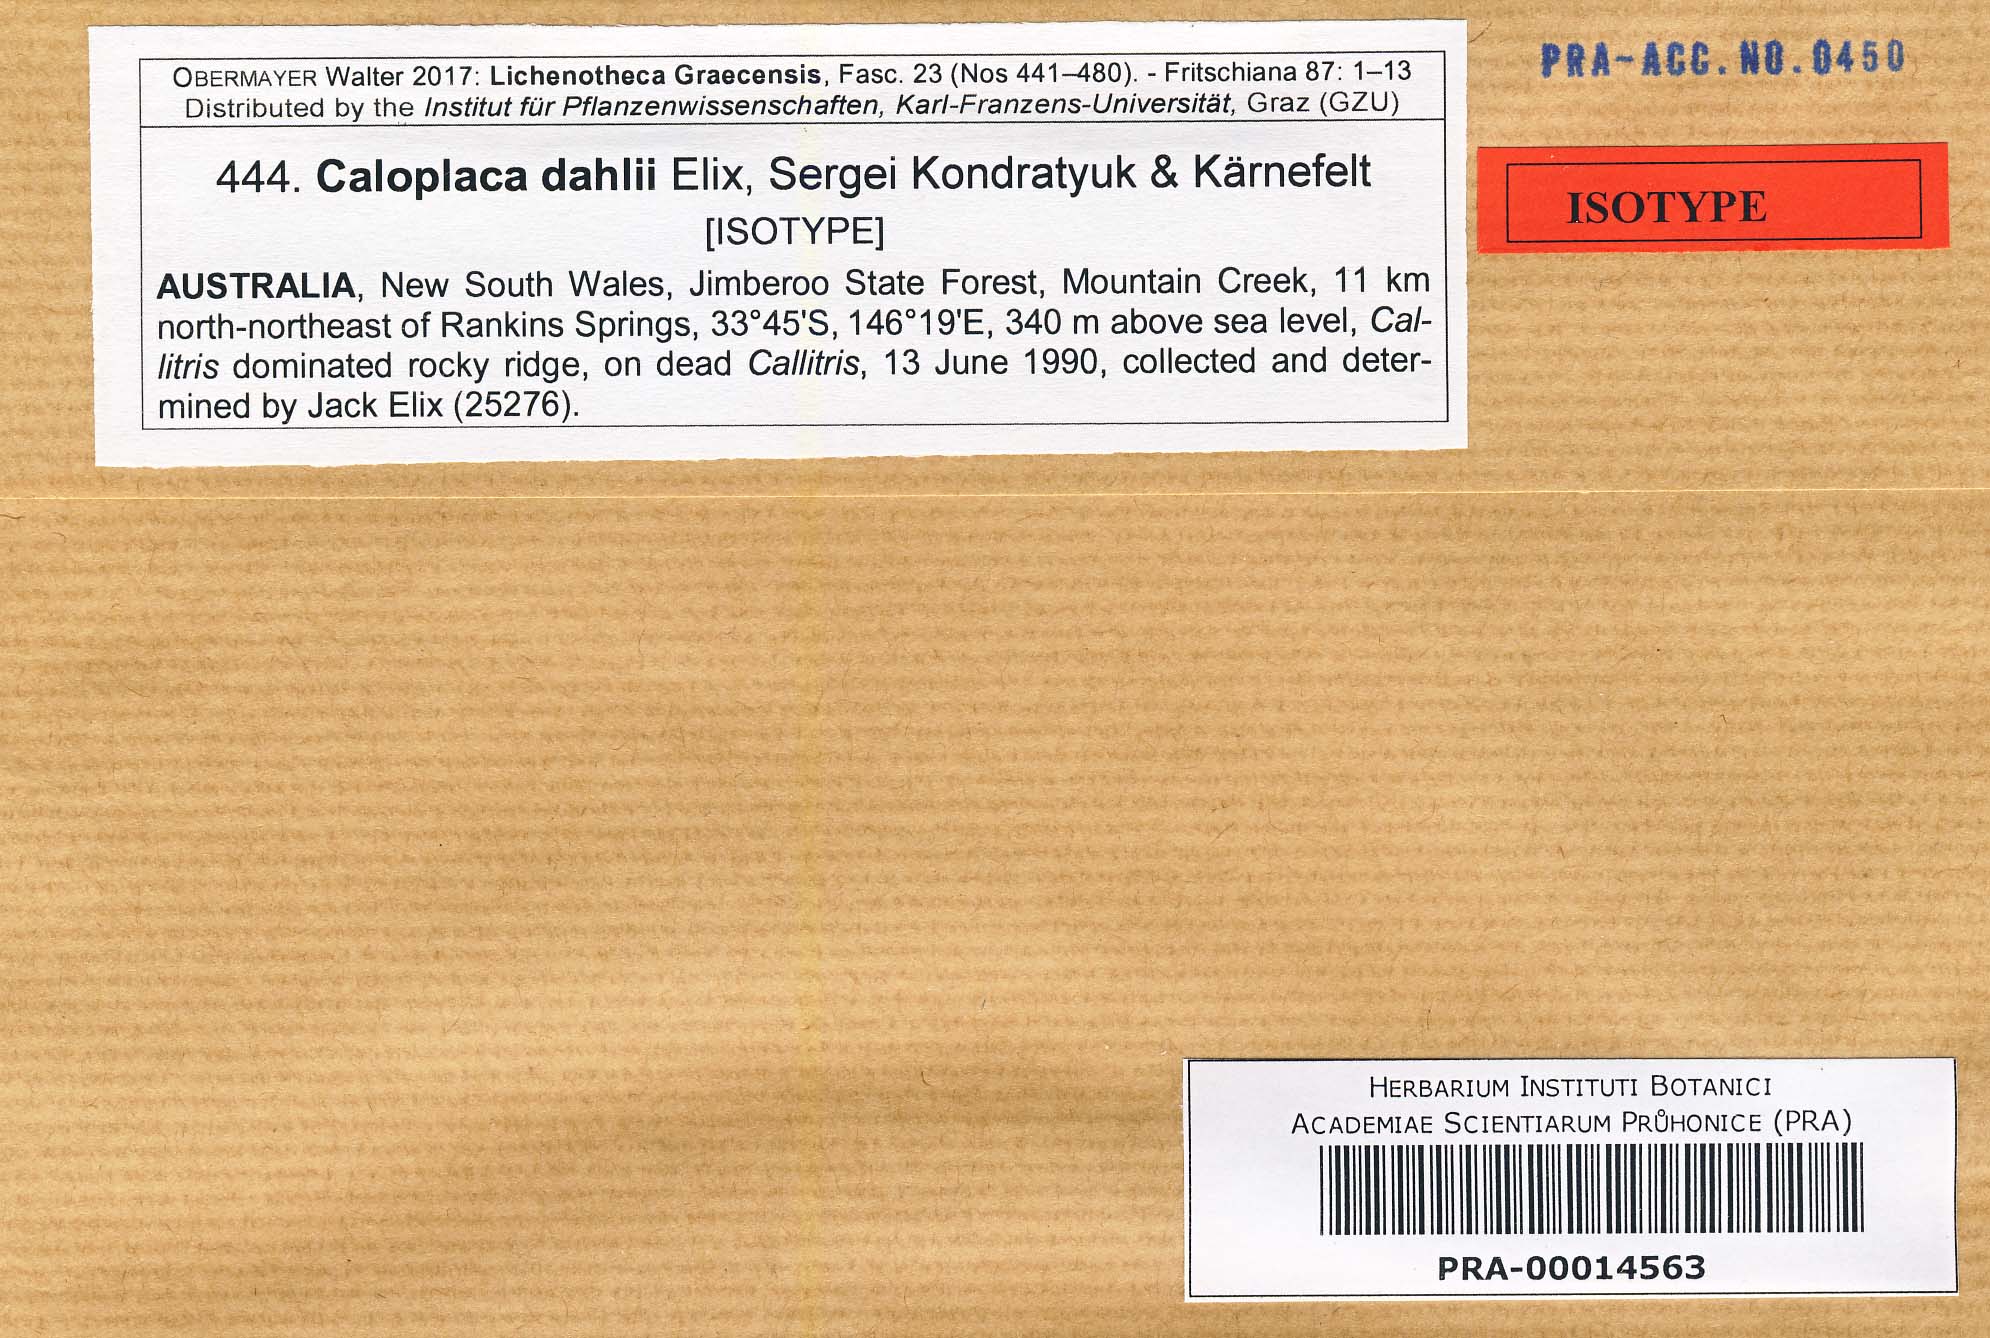 OBERMAYER Walter 2017: Lichenotheca Graecensis, Fasc. 23 (Nos 441–480). - Fritschiana 87: 1–13
Distributed by the Institut für Pflanzenwissenschaften, Karl-Franzens-Universität, Graz (GZU)
444. Caloplaca dahlii Elix, Sergei Kondratyuk & Kärnefelt
[ISOTYPE]
AUSTRALIA, New South Wales, Jimberoo State Forest, Mountain Creek, 11 km
north-northeast of Rankins Springs, 33°45'S, 146°19'E, 340 m above sea level, Cal-
litris dominated rocky ridge, on dead Callitris, 13 June 1990, collected and deter-
mined by Jack Elix (25276).
PRA-ACC. NO. 0450
ISOTYPE
HERBARIUM INSTITUTI BOTANICI
ACADEMIAE SCIENTIARUM PRŮHONICE (PRA)
PRA-00014563